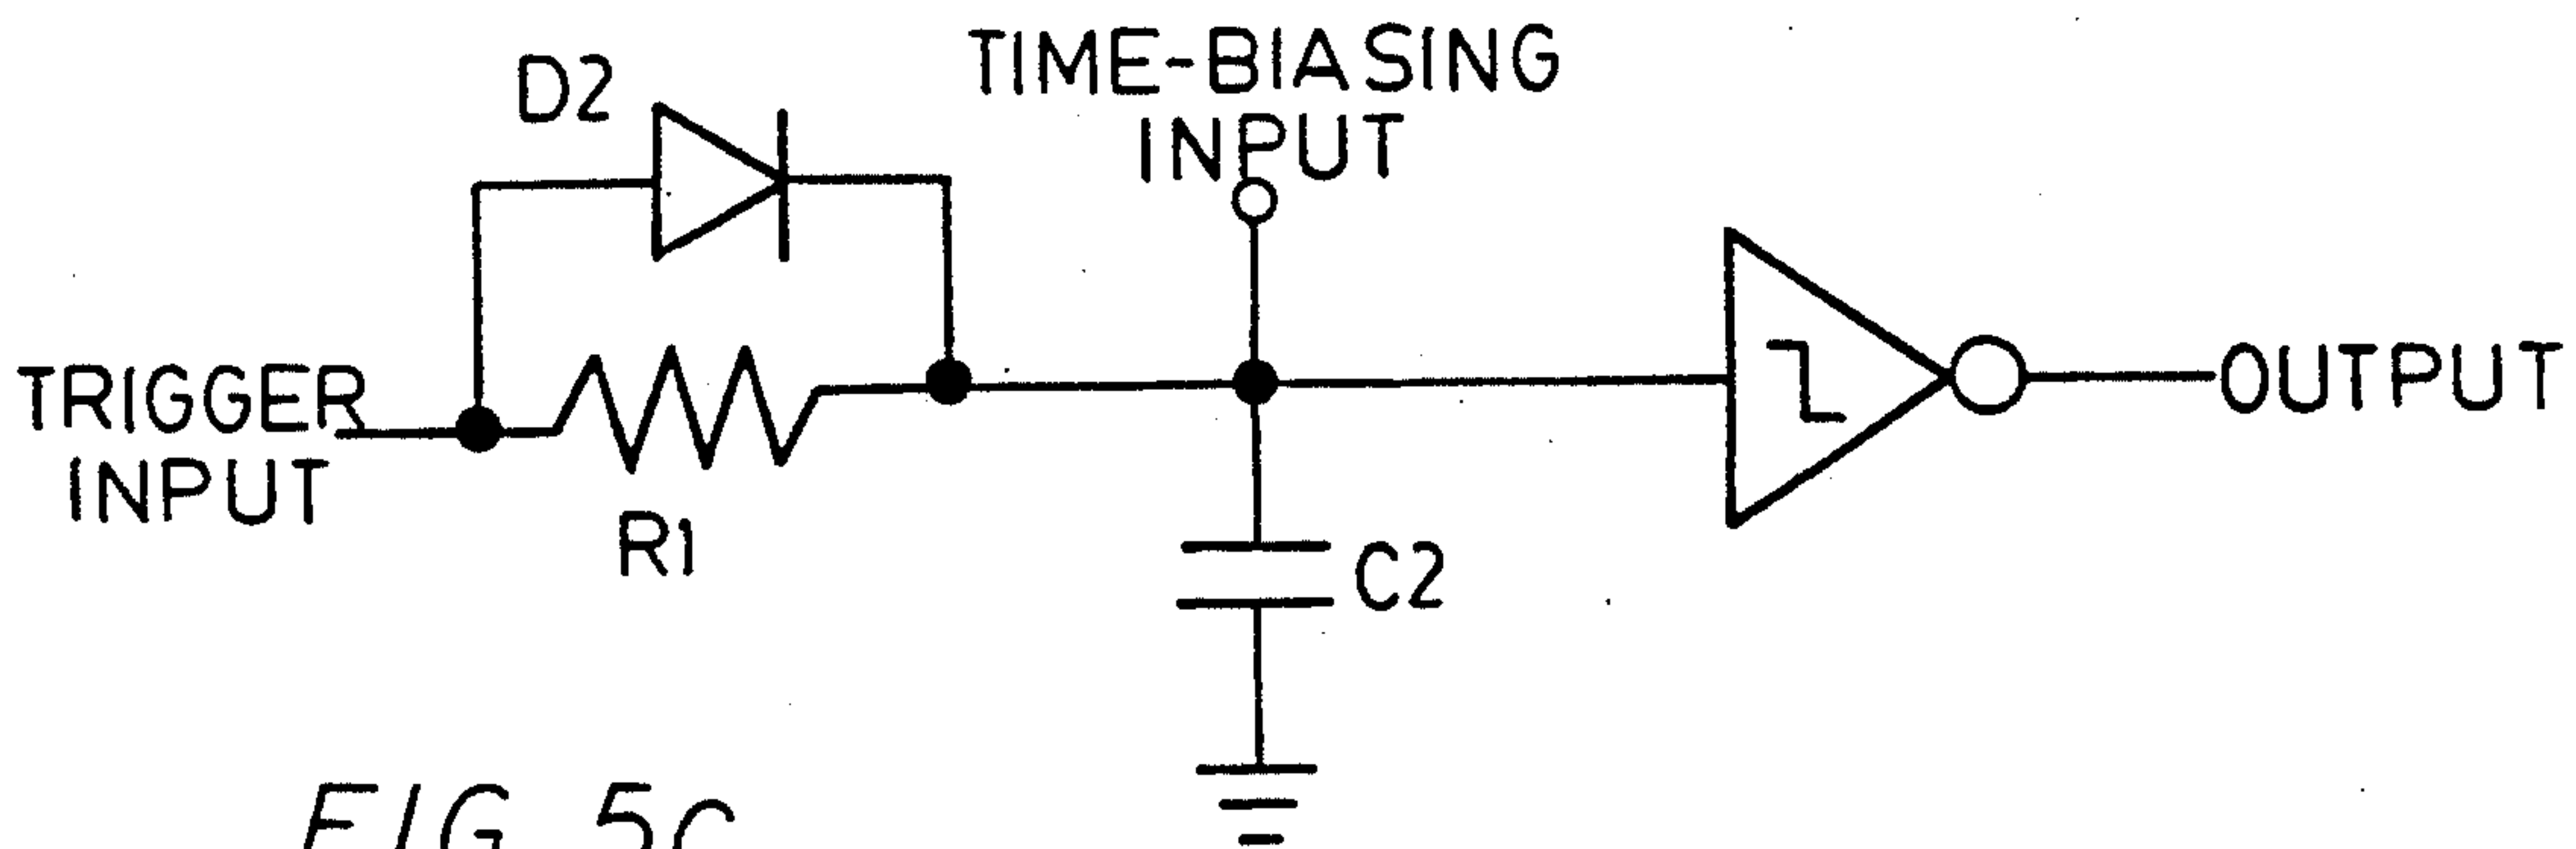 D2
TIME-BIASING
INPUT
TRIGGER
INPUT
R1
C2
OUTPUT
FIG 5C